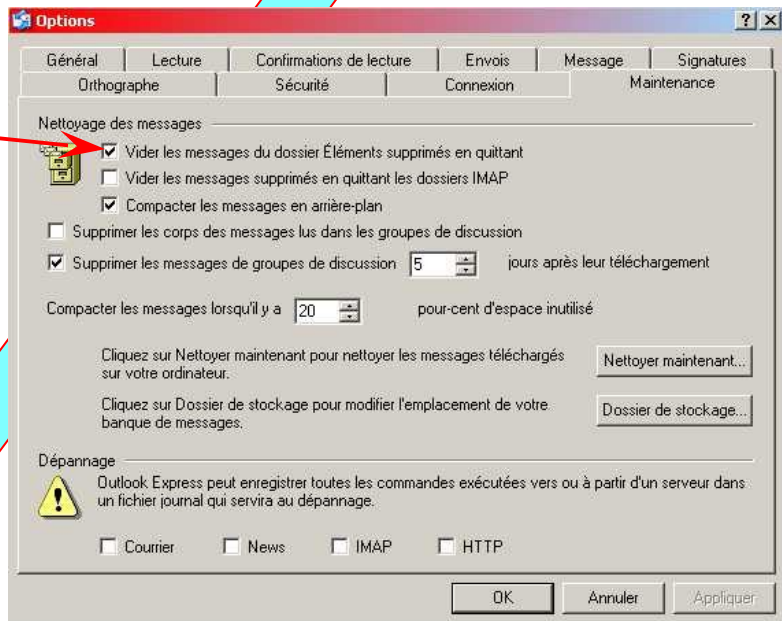 Options
Général Lecture Confirmations de lecture Envois Message Signatures
Orthographe Sécurité Connexion Maintenance
Nettoyage des messages
Vider les messages du dossier Éléments supprimés en quittant
Vider les messages supprimés en quittant les dossiers IMAP
Compacter les messages en arrière-plan
Supprimer les corps des messages lus dans les groupes de discussion
Supprimer les messages de groupes de discussion 5 jours après leur téléchargement
Compacter les messages lorsqu'il y a 20 pour-cent d'espace inutilisé
Cliquez sur Nettoyer maintenant pour nettoyer les messages téléchargés
sur votre ordinateur.
Nettoyer maintenant...
Cliquez sur Dossier de stockage pour modifier l'emplacement de votre
banque de messages.
Dossier de stockage...
Dépannage
Outlook Express peut enregistrer toutes les commandes exécutées vers ou à partir d'un serveur dans
un fichier journal qui servira au dépannage.
Courrier News IMAP HTTP
OK Annuler Appliquer